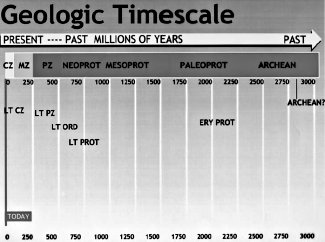 Geologic Timescale
PRESENT ---- PAST MILLIONS OF YEARS PAST
CZ MZ PZ NEOPROT MESOPROT PALEOPROT ARCHEAN
0 250 500 750 1000 1250 1500 1750 2000 2250 2500 2750 3000
ARCHEAN?
LT CZ
LT PZ
ERY PROT
LT ORD
LT PROT
TODAY
0 250 500 750 1000 1250 1500 1750 2000 2250 2500 2750 3000